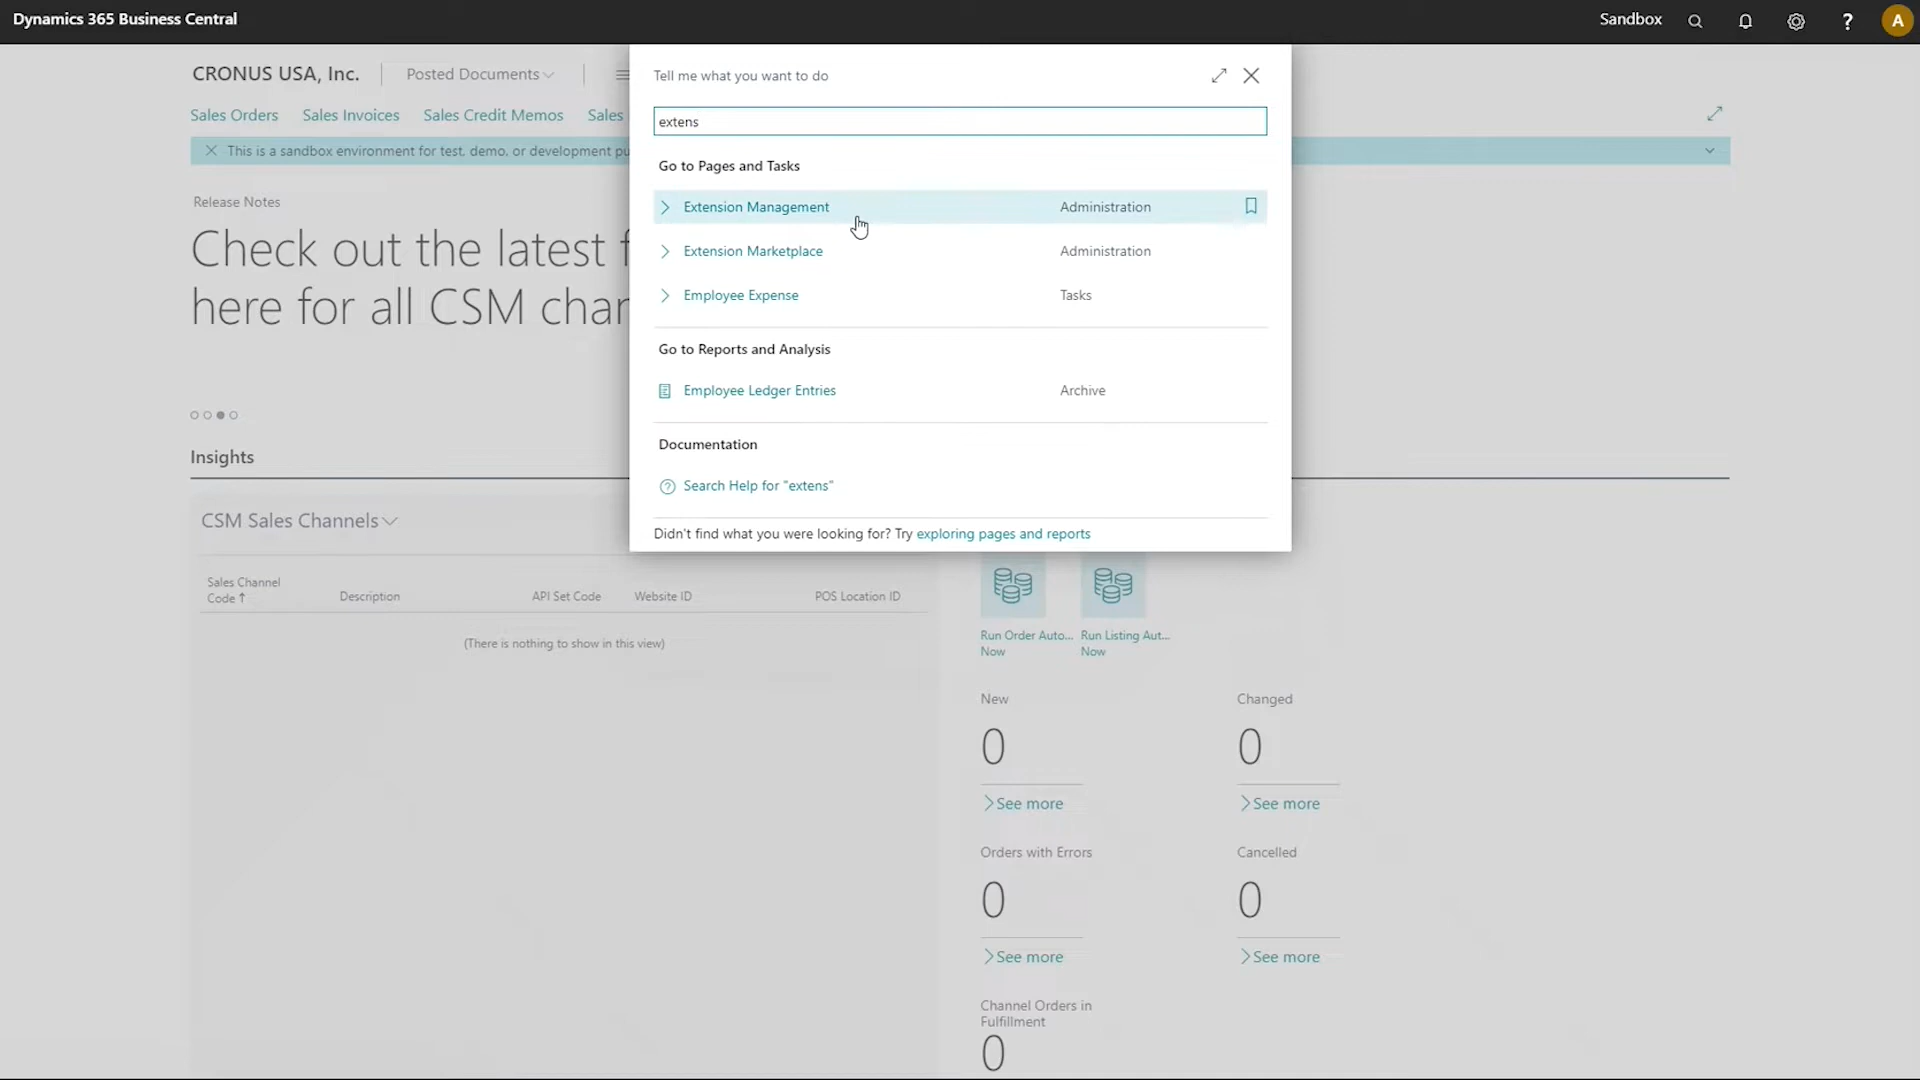 Dynamics 365 Business Central
Sandbox
?
A
CRONUS USA, Inc.
Posted Documents
Sales Orders
Sales Invoices
Sales Credit Memos
Sales
This is a sandbox environment for test, demo, or development pu
Release Notes
Check out the latest f
here for all CSM char
Insights
CSM Sales Channels
Sales Channel
Code ↑
Description
API Set Code
Website ID
POS Location ID
(There is nothing to show in this view)
Tell me what you want to do
extens
Go to Pages and Tasks
Extension Management Administration
Extension Marketplace Administration
Employee Expense Tasks
Go to Reports and Analysis
Employee Ledger Entries Archive
Documentation
Search Help for "extens"
Didn't find what you were looking for? Try exploring pages and reports
Run Order Auto...
Now
Run Listing Aut...
Now
New
0
See more
Changed
0
See more
Orders with Errors
0
See more
Cancelled
0
See more
Channel Orders in
Fulfillment
0